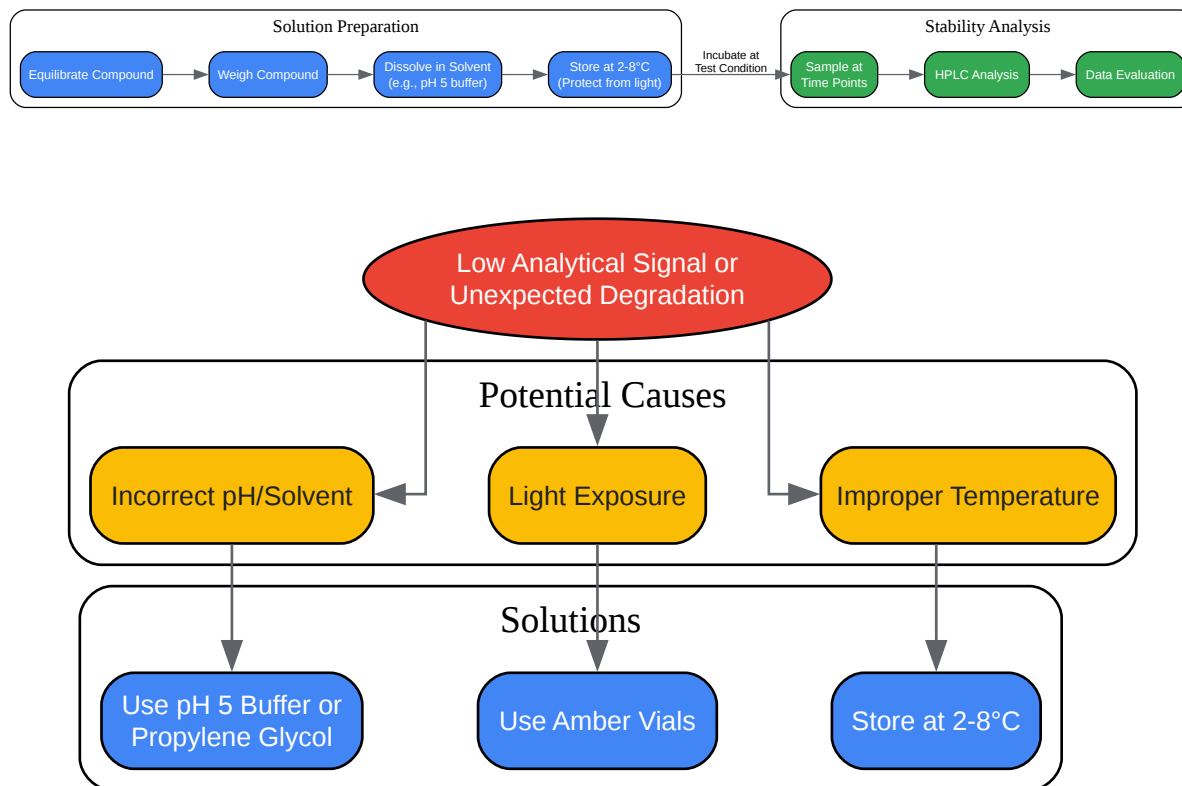 Solution Preparation
Stability Analysis
Equilibrate Compound
Weigh Compound
Dissolve in Solvent
(e.g., pH 5 buffer)
Store at 2-8°C
(Protect from light)
Incubate at
Test Condition
Sample at
Time Points
HPLC Analysis
Data Evaluation
Low Analytical Signal or
Unexpected Degradation
Potential Causes
Incorrect pH/Solvent
Light Exposure
Improper Temperature
Solutions
Use pH 5 Buffer or
Propylene Glycol
Use Amber Vials
Store at 2-8°C